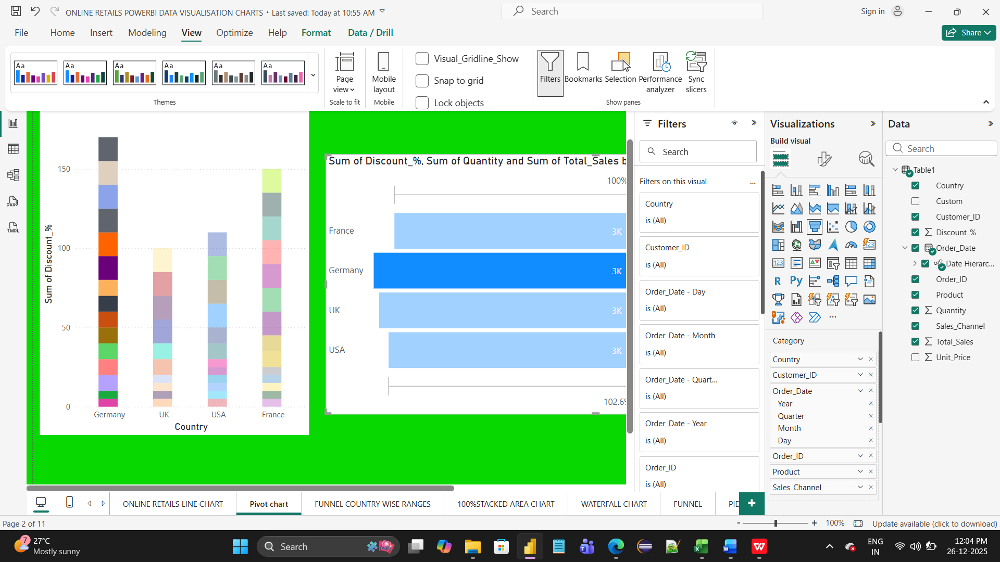 ONLINE RETAILS POWERBI DATA VISUALISATION CHARTS • Last saved: Today at 10:55 AM
Search
Sign in
File Home Insert Modeling View Optimize Help Format Data / Drill
Share
Aa Aa Aa Aa Aa Aa
Themes
Page view
Scale to fit
Mobile layout
Mobile
Visual_Gridline_Show
Snap to grid
Lock objects
Filters
Bookmarks
Selection
Performance analyzer
Sync slicers
Show panes
Sum of Discount_%
150
100
50
0
Germany UK USA France
Country
Sum of Discount_%, Sum of Quantity and Sum of Total_Sales b
100%
France 3K
Germany 3K
UK 3K
USA 3K
102.6%
Filters
Search
Filters on this visual ...
Country
is (All)
Customer_ID
is (All)
Order_Date - Day
is (All)
Order_Date - Month
is (All)
Order_Date - Quart...
is (All)
Order_Date - Year
is (All)
Order_ID
is (All)
Visualizations
Build visual
123
123
R Py
...
Category
Country
Customer_ID
Order_Date
Year
Quarter
Month
Day
Order_ID
Product
Sales_Channel
Data
Search
Table1
Country
Custom
Customer_ID
Discount_%
Order_Date
Date Hierarc...
Order_ID
Product
Quantity
Sales_Channel
Total_Sales
Unit_Price
DAX
TMDL
ONLINE RETAILS LINE CHART
Pivot chart
FUNNEL COUNTRY WISE RANGES
100%STACKED AREA CHART
WATERFALL CHART
FUNNEL
PIE
Page 2 of 11
- + 100%
Update available (click to download)
7
27°C
Mostly sunny
Search
ENG
IN
12:04 PM
26-12-2025